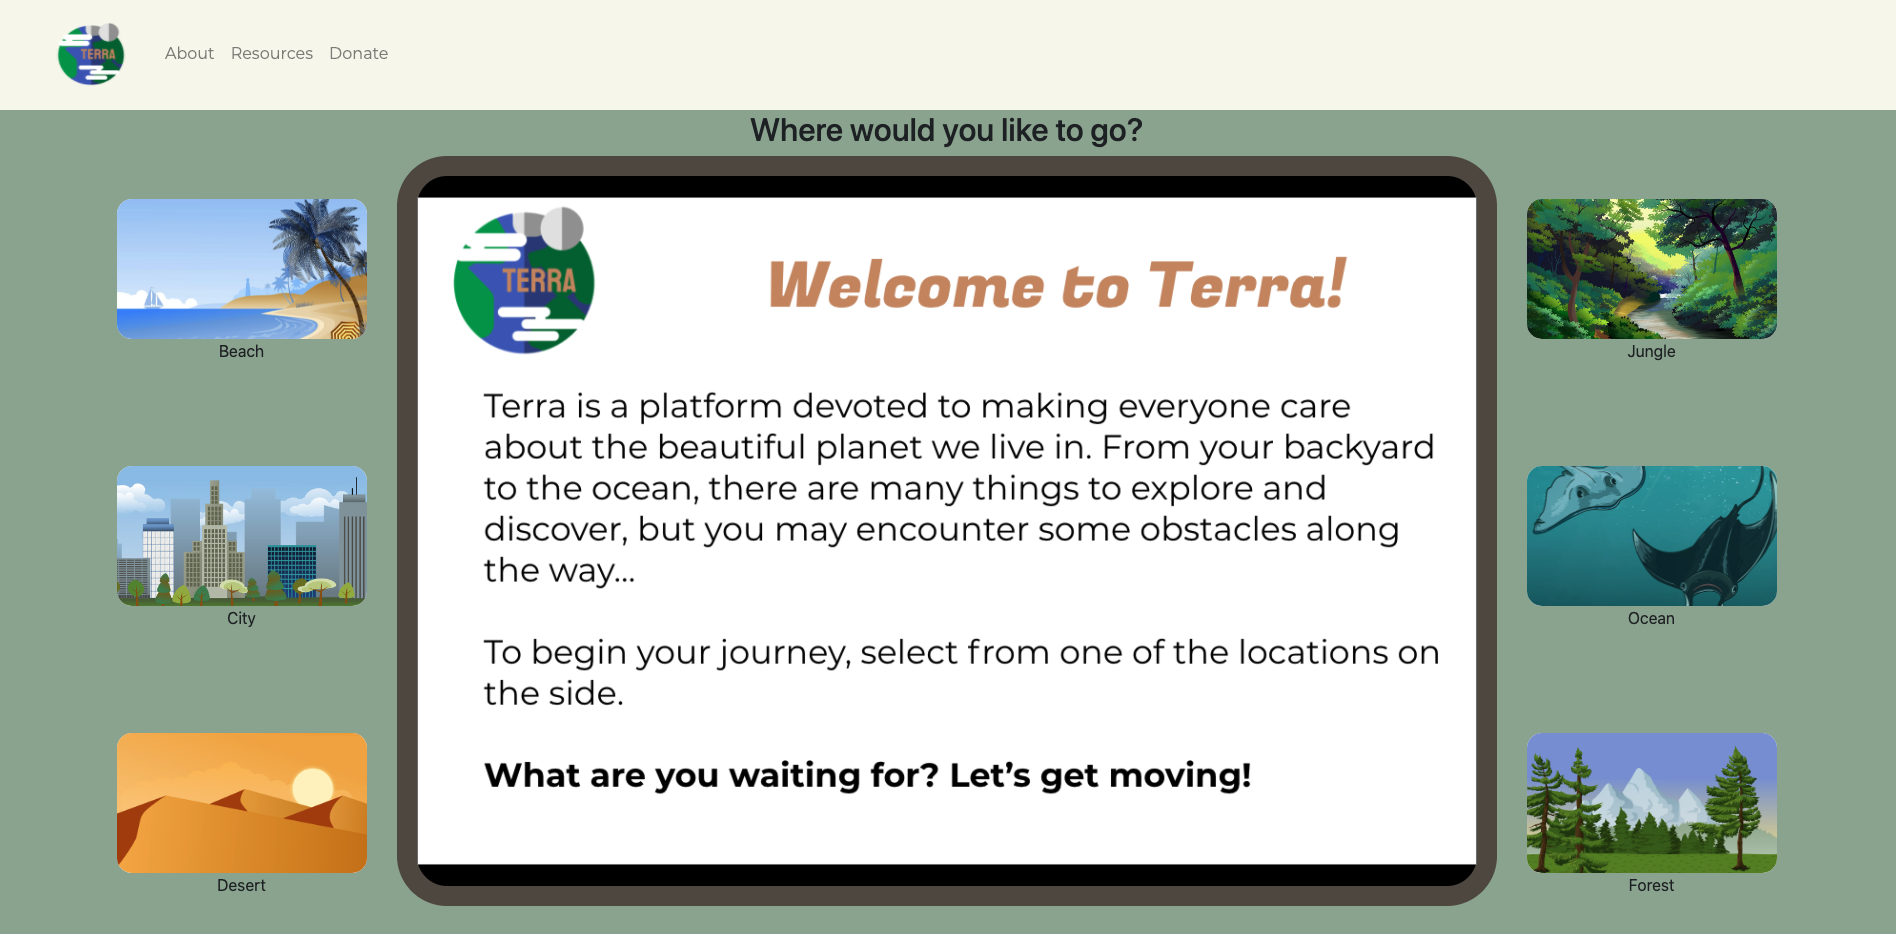 TERRA
About Resources Donate
Where would you like to go?
TERRA
Welcome to Terra!
Terra is a platform devoted to making everyone care
about the beautiful planet we live in. From your backyard
to the ocean, there are many things to explore and
discover, but you may encounter some obstacles along
the way...
To begin your journey, select from one of the locations on
the side.
What are you waiting for? Let’s get moving!
Beach
City
Desert
Jungle
Ocean
Forest